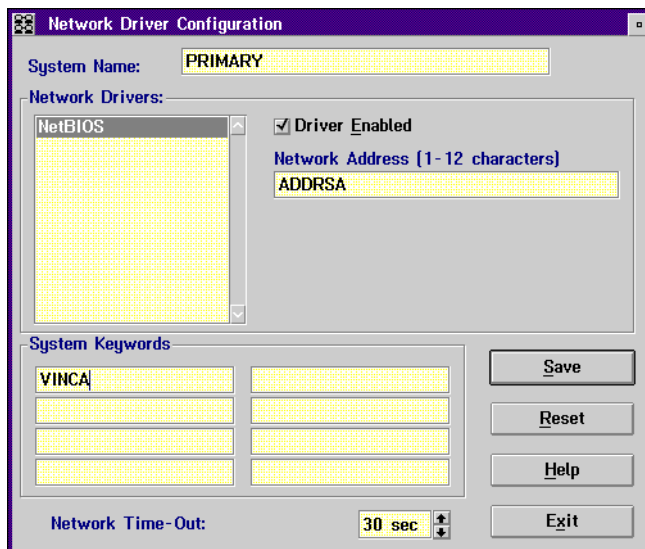 Network Driver Configuration
System Name: PRIMARY
Network Drivers:
NetBIOS
Driver Enabled
Network Address (1-12 characters)
ADDRSA
System Keywords
VINCA
Save
Reset
Help
Network Time-Out: 30 sec
Exit